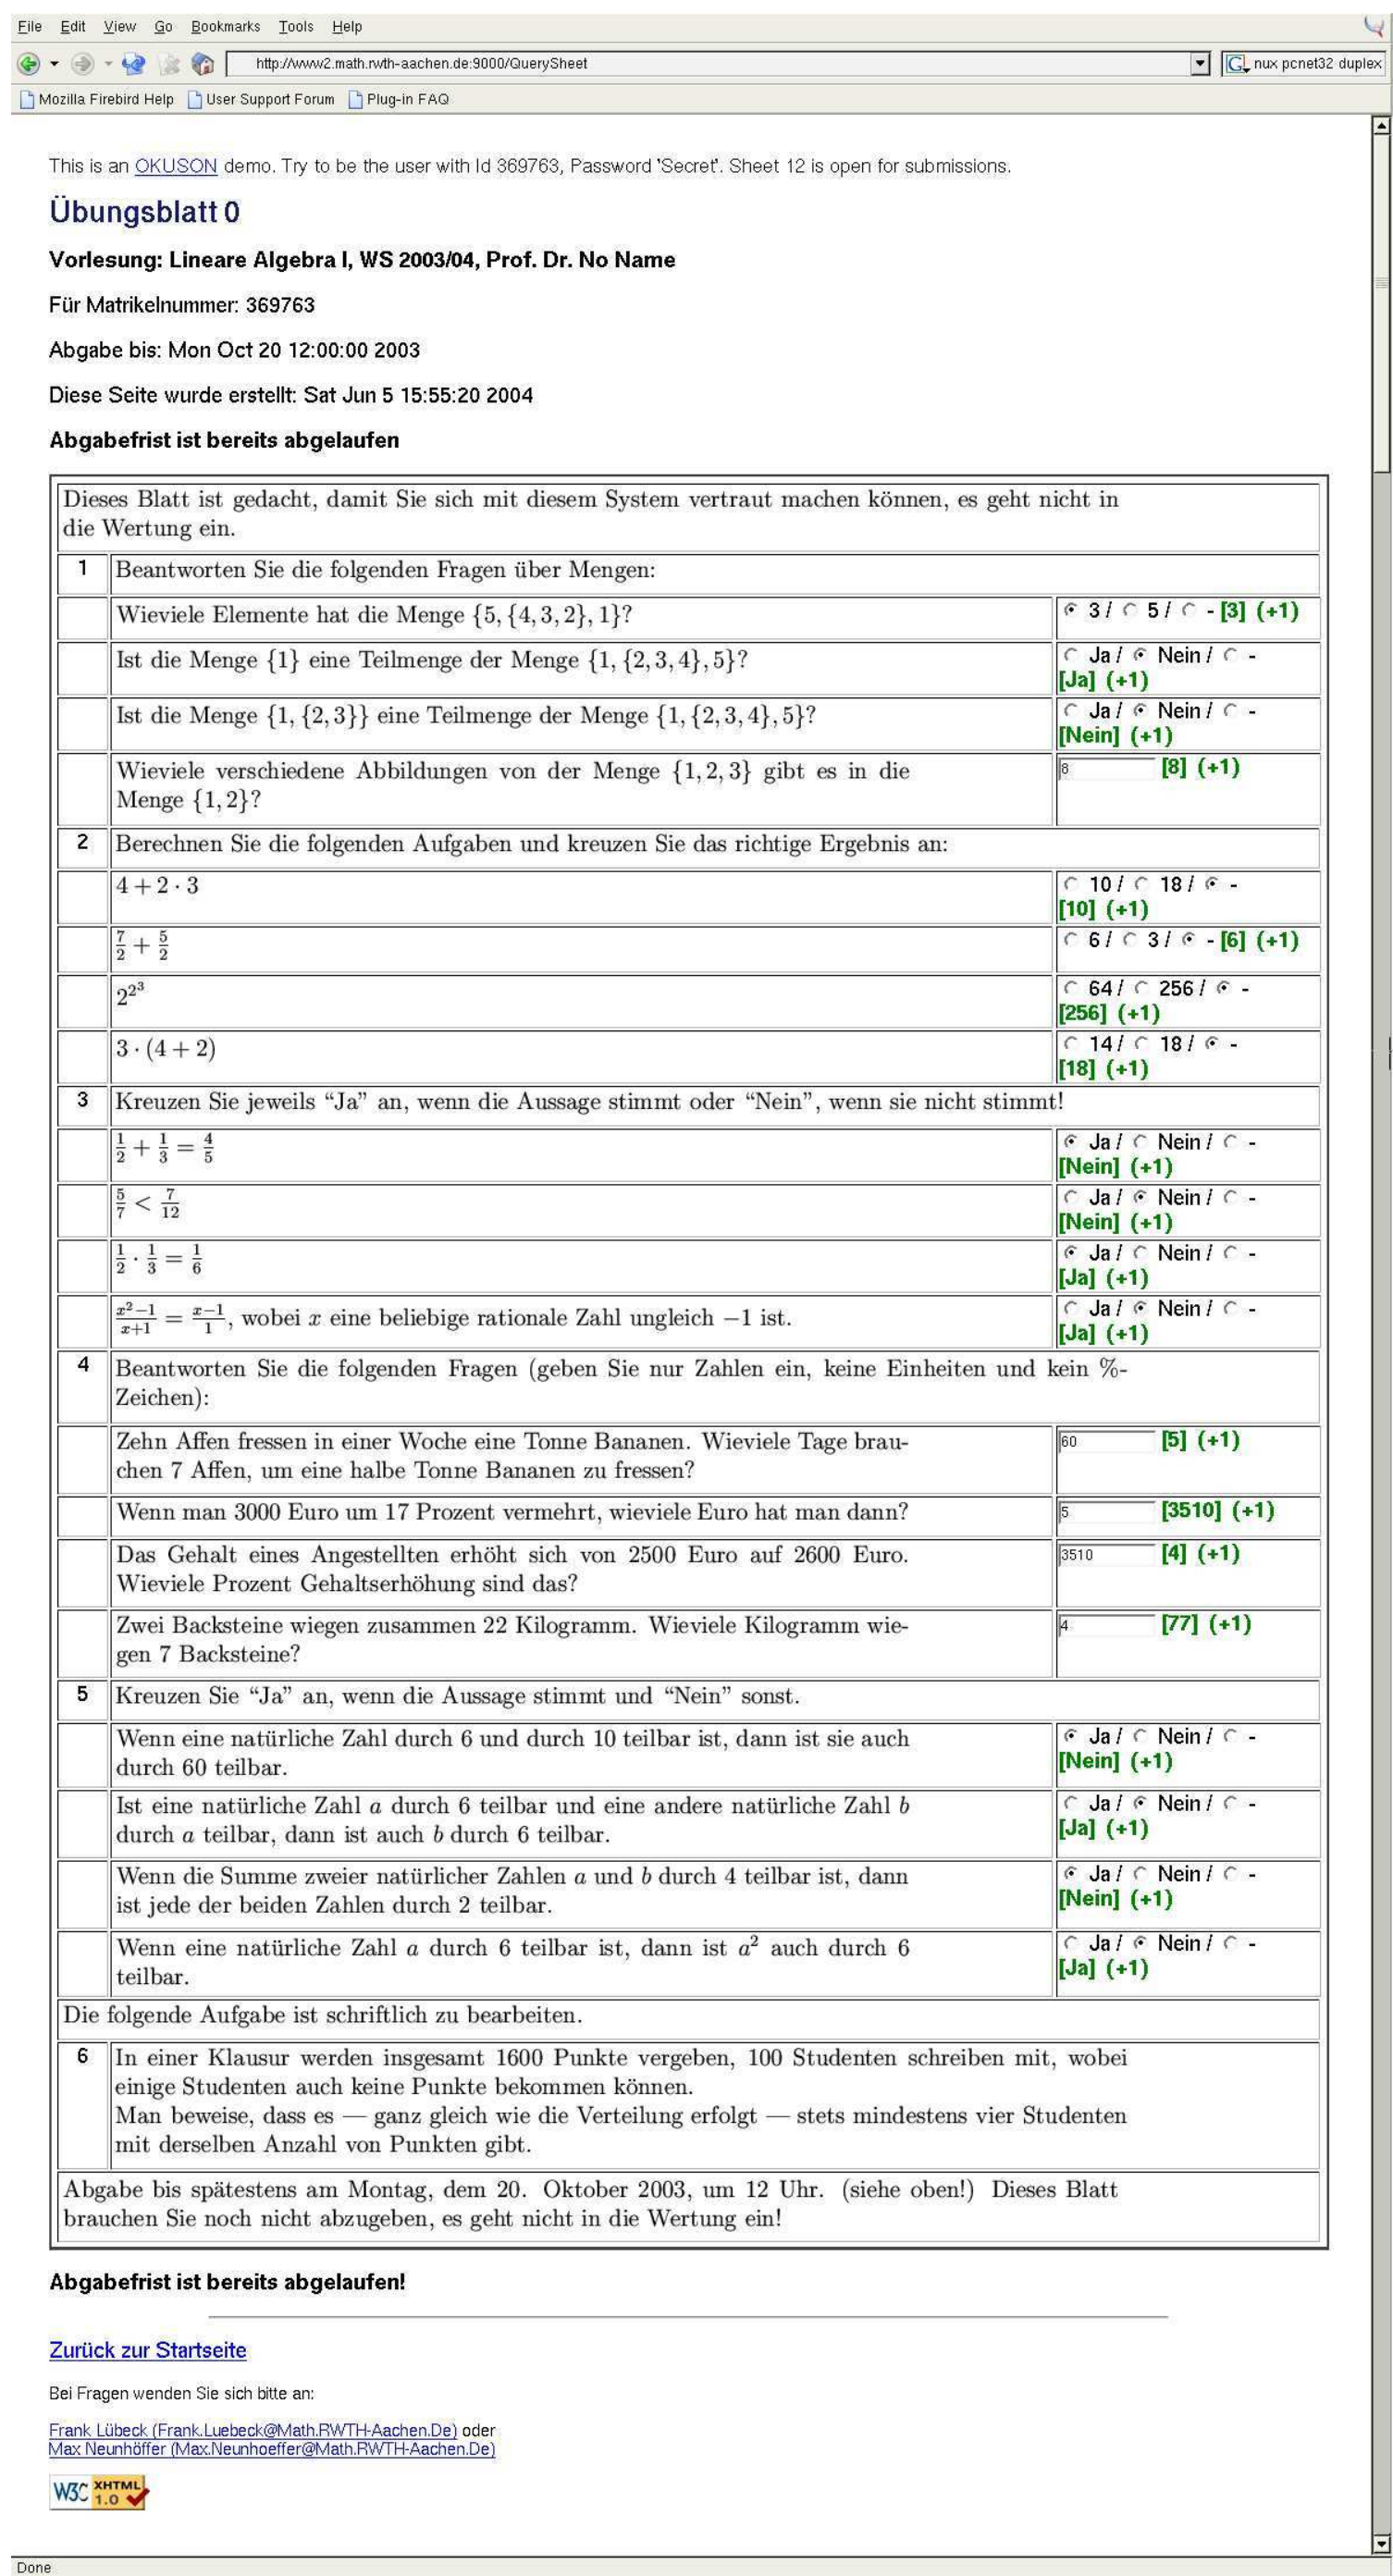 File Edit View Go Bookmarks Tools Help
http://www2.math.rwth-aachen.de:9000/QuerySheet
nux pcnet32 duplex
Mozilla Firebird Help User Support Forum Plug-in FAQ
This is an OKUSON demo. Try to be the user with Id 369763, Password 'Secret'. Sheet 12 is open for submissions.
Übungsblatt 0
Vorlesung: Lineare Algebra I, WS 2003/04, Prof. Dr. No Name
Für Matrikelnummer: 369763
Abgabe bis: Mon Oct 20 12:00:00 2003
Diese Seite wurde erstellt: Sat Jun 5 15:55:20 2004
Abgabefrist ist bereits abgelaufen
Dieses Blatt ist gedacht, damit Sie sich mit diesem System vertraut machen können, es geht nicht in
die Wertung ein.
1 Beantworten Sie die folgenden Fragen über Mengen:
Wieviele Elemente hat die Menge {5, {4, 3, 2}, 1}?
3 / 5 / - [3] (+1)
Ist die Menge {1} eine Teilmenge der Menge {1, {2, 3, 4}, 5}?
Ja / Nein / -
[Ja] (+1)
Ist die Menge {1, {2, 3}} eine Teilmenge der Menge {1, {2, 3, 4}, 5}?
Ja / Nein / -
[Nein] (+1)
Wieviele verschiedene Abbildungen von der Menge {1, 2, 3} gibt es in die
Menge {1, 2}?
8 [8] (+1)
2 Berechnen Sie die folgenden Aufgaben und kreuzen Sie das richtige Ergebnis an:
4 + 2 · 3
10 / 18 / -
[10] (+1)
7/2 + 5/2
6 / 3 / - [6] (+1)
2^2^3
64 / 256 / -
[256] (+1)
3 · (4 + 2)
14 / 18 / -
[18] (+1)
3 Kreuzen Sie jeweils “Ja” an, wenn die Aussage stimmt oder “Nein”, wenn sie nicht stimmt!
1/2 + 1/3 = 4/5
Ja / Nein / -
[Nein] (+1)
5/7 < 7/12
Ja / Nein / -
[Nein] (+1)
1/2 · 1/3 = 1/6
Ja / Nein / -
[Ja] (+1)
x²−1/x+1 = x−1/1, wobei x eine beliebige rationale Zahl ungleich −1 ist.
Ja / Nein / -
[Ja] (+1)
4 Beantworten Sie die folgenden Fragen (geben Sie nur Zahlen ein, keine Einheiten und kein %-
Zeichen):
Zehn Affen fressen in einer Woche eine Tonne Bananen. Wieviele Tage brau-
chen 7 Affen, um eine halbe Tonne Bananen zu fressen?
60 [5] (+1)
Wenn man 3000 Euro um 17 Prozent vermehrt, wieviele Euro hat man dann?
5 [3510] (+1)
Das Gehalt eines Angestellten erhöht sich von 2500 Euro auf 2600 Euro.
Wieviele Prozent Gehaltserhöhung sind das?
3510 [4] (+1)
Zwei Backsteine wiegen zusammen 22 Kilogramm. Wieviele Kilogramm wie-
gen 7 Backsteine?
4 [77] (+1)
5 Kreuzen Sie “Ja” an, wenn die Aussage stimmt und “Nein” sonst.
Wenn eine natürliche Zahl durch 6 und durch 10 teilbar ist, dann ist sie auch
durch 60 teilbar.
Ja / Nein / -
[Nein] (+1)
Ist eine natürliche Zahl a durch 6 teilbar und eine andere natürliche Zahl b
durch a teilbar, dann ist auch b durch 6 teilbar.
Ja / Nein / -
[Ja] (+1)
Wenn die Summe zweier natürlicher Zahlen a und b durch 4 teilbar ist, dann
ist jede der beiden Zahlen durch 2 teilbar.
Ja / Nein / -
[Nein] (+1)
Wenn eine natürliche Zahl a durch 6 teilbar ist, dann ist a² auch durch 6
teilbar.
Ja / Nein / -
[Ja] (+1)
Die folgende Aufgabe ist schriftlich zu bearbeiten.
6 In einer Klausur werden insgesamt 1600 Punkte vergeben, 100 Studenten schreiben mit, wobei
einige Studenten auch keine Punkte bekommen können.
Man beweise, dass es — ganz gleich wie die Verteilung erfolgt — stets mindestens vier Studenten
mit derselben Anzahl von Punkten gibt.
Abgabe bis spätestens am Montag, dem 20. Oktober 2003, um 12 Uhr. (siehe oben!) Dieses Blatt
brauchen Sie noch nicht abzugeben, es geht nicht in die Wertung ein!
Abgabefrist ist bereits abgelaufen!
Zurück zur Startseite
Bei Fragen wenden Sie sich bitte an:
Frank Lübeck (Frank.Luebeck@Math.RWTH-Aachen.De) oder
Max Neunhöffer (Max.Neunhoeffer@Math.RWTH-Aachen.De)
W3C XHTML
1.0
Done